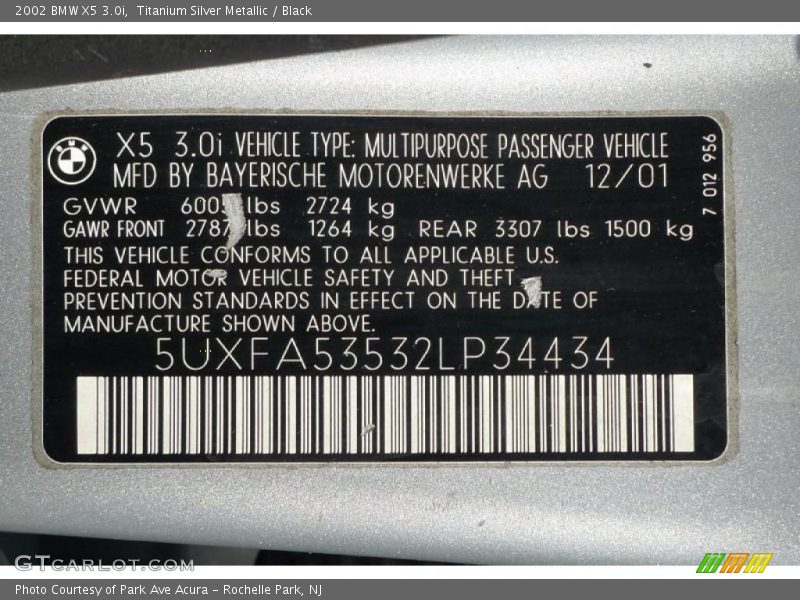 2002 BMW X5 3.0i, Titanium Silver Metallic / Black
BMW
X5 3.0i VEHICLE TYPE: MULTIPURPOSE PASSENGER VEHICLE
MFD BY BAYERISCHE MOTORENWERKE AG 12/01
7 012 956
GVWR 6005 lbs 2724 kg
GAWR FRONT 2787 lbs 1264 kg REAR 3307 lbs 1500 kg
THIS VEHICLE CONFORMS TO ALL APPLICABLE U.S.
FEDERAL MOTOR VEHICLE SAFETY AND THEFT
PREVENTION STANDARDS IN EFFECT ON THE DATE OF
MANUFACTURE SHOWN ABOVE.
5UXFA53532LP34434
GTCARLOT.COM
Photo Courtesy of Park Ave Acura - Rochelle Park, NJ